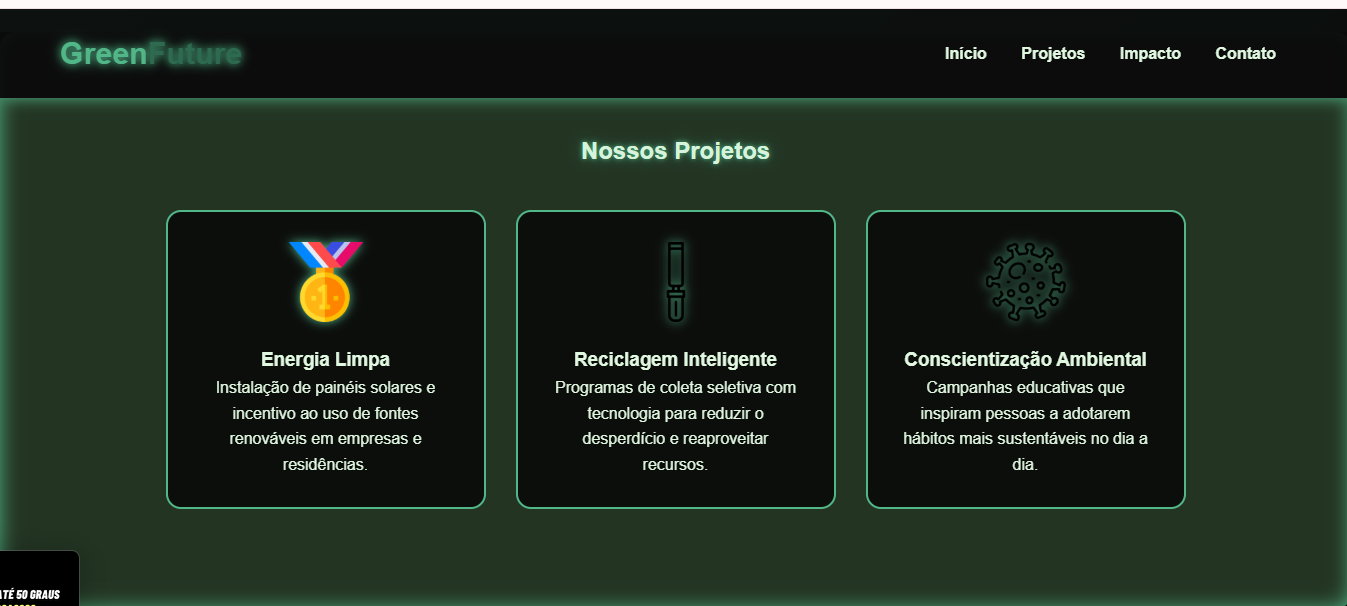 GreenFuture
Início Projetos Impacto Contato
Nossos Projetos
Energia Limpa
Instalação de painéis solares e
incentivo ao uso de fontes
renováveis em empresas e
residências.
Reciclagem Inteligente
Programas de coleta seletiva com
tecnologia para reduzir o
desperdício e reaproveitar
recursos.
Conscientização Ambiental
Campanhas educativas que
inspiram pessoas a adotarem
hábitos mais sustentáveis no dia a
dia.
ATÉ 50 GRAUS